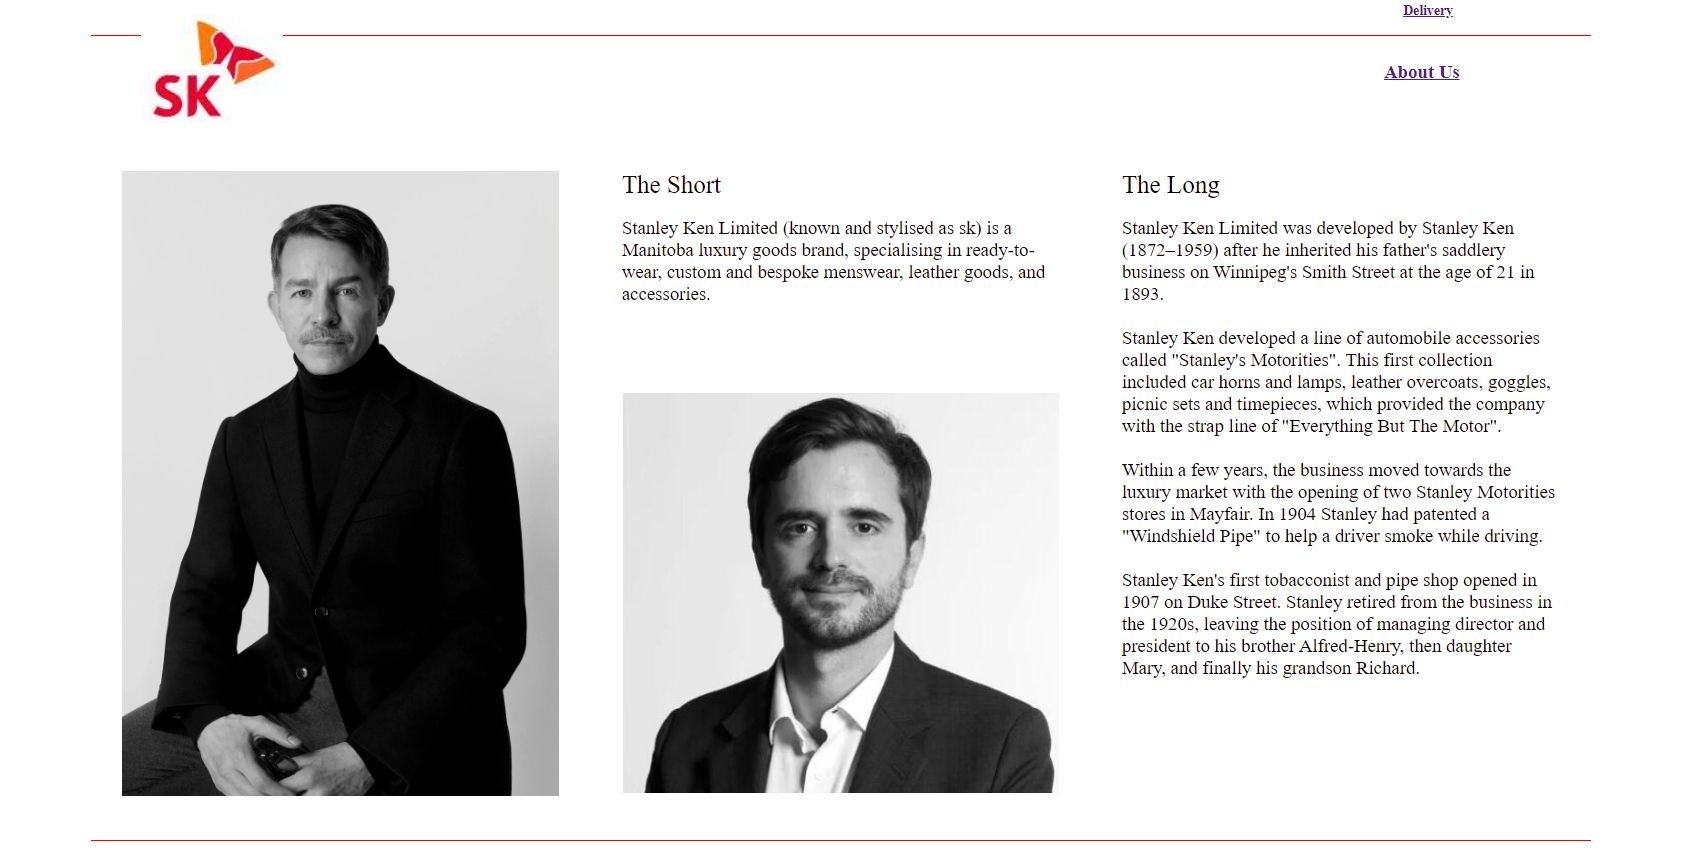 Delivery
SK
About Us
The Short
Stanley Ken Limited (known and stylised as sk) is a
Manitoba luxury goods brand, specialising in ready-to-
wear, custom and bespoke menswear, leather goods, and
accessories.
The Long
Stanley Ken Limited was developed by Stanley Ken
(1872–1959) after he inherited his father's saddlery
business on Winnipeg's Smith Street at the age of 21 in
1893.
Stanley Ken developed a line of automobile accessories
called "Stanley's Motorities". This first collection
included car horns and lamps, leather overcoats, goggles,
picnic sets and timepieces, which provided the company
with the strap line of "Everything But The Motor".
Within a few years, the business moved towards the
luxury market with the opening of two Stanley Motorities
stores in Mayfair. In 1904 Stanley had patented a
"Windshield Pipe" to help a driver smoke while driving.
Stanley Ken's first tobacconist and pipe shop opened in
1907 on Duke Street. Stanley retired from the business in
the 1920s, leaving the position of managing director and
president to his brother Alfred-Henry, then daughter
Mary, and finally his grandson Richard.